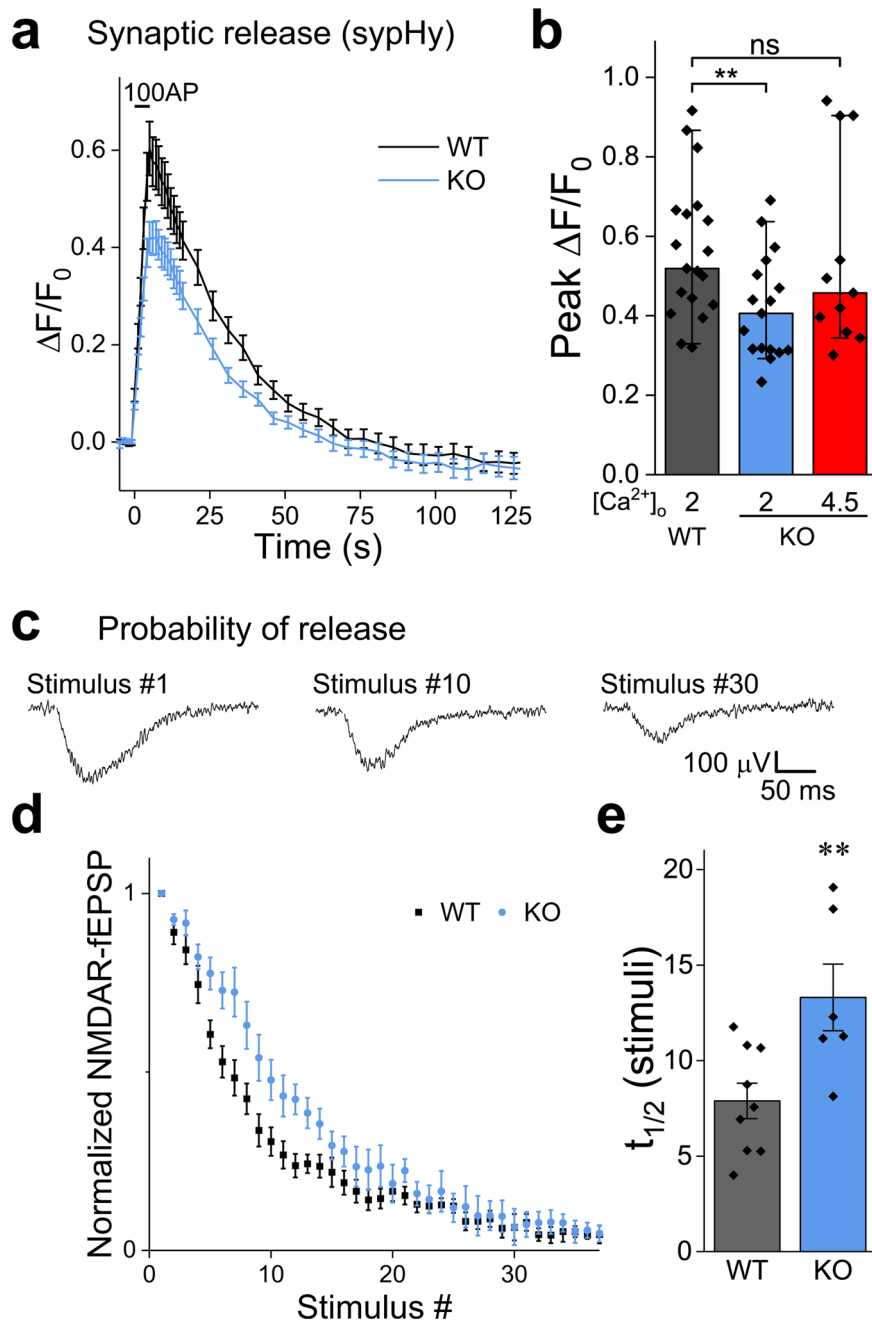 a Synaptic release (sypHy)
100AP
WT
KO
ΔF/F₀
0.6
0.4
0.2
0.0
0 25 50 75 100 125
Time (s)
b
ns
**
Peak ΔF/F₀
1.0
0.8
0.6
0.4
0.2
0.0
[Ca²⁺]ₒ 2 2 4.5
WT KO
c Probability of release
Stimulus #1 Stimulus #10 Stimulus #30
100 μV
50 ms
d
Normalized NMDAR-fEPSP
WT KO
1
0
0 10 20 30
Stimulus #
e
**
t₁/₂ (stimuli)
20
15
10
5
0
WT KO